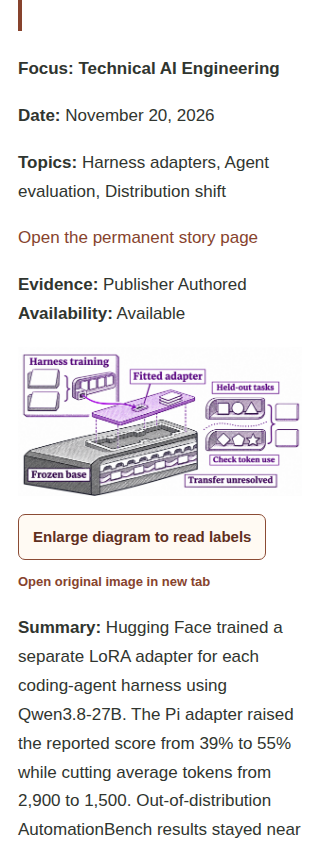 Focus: Technical AI Engineering
Date: November 20, 2026
Topics: Harness adapters, Agent
evaluation, Distribution shift
Open the permanent story page
Evidence: Publisher Authored
Availability: Available
Harness training
Fitted adapter
Held-out tasks
Check token use
Frozen base
Transfer unresolved
Enlarge diagram to read labels
Open original image in new tab
Summary: Hugging Face trained a
separate LoRA adapter for each
coding-agent harness using
Qwen3.8-27B. The Pi adapter raised
the reported score from 39% to 55%
while cutting average tokens from
2,900 to 1,500. Out-of-distribution
AutomationBench results stayed near